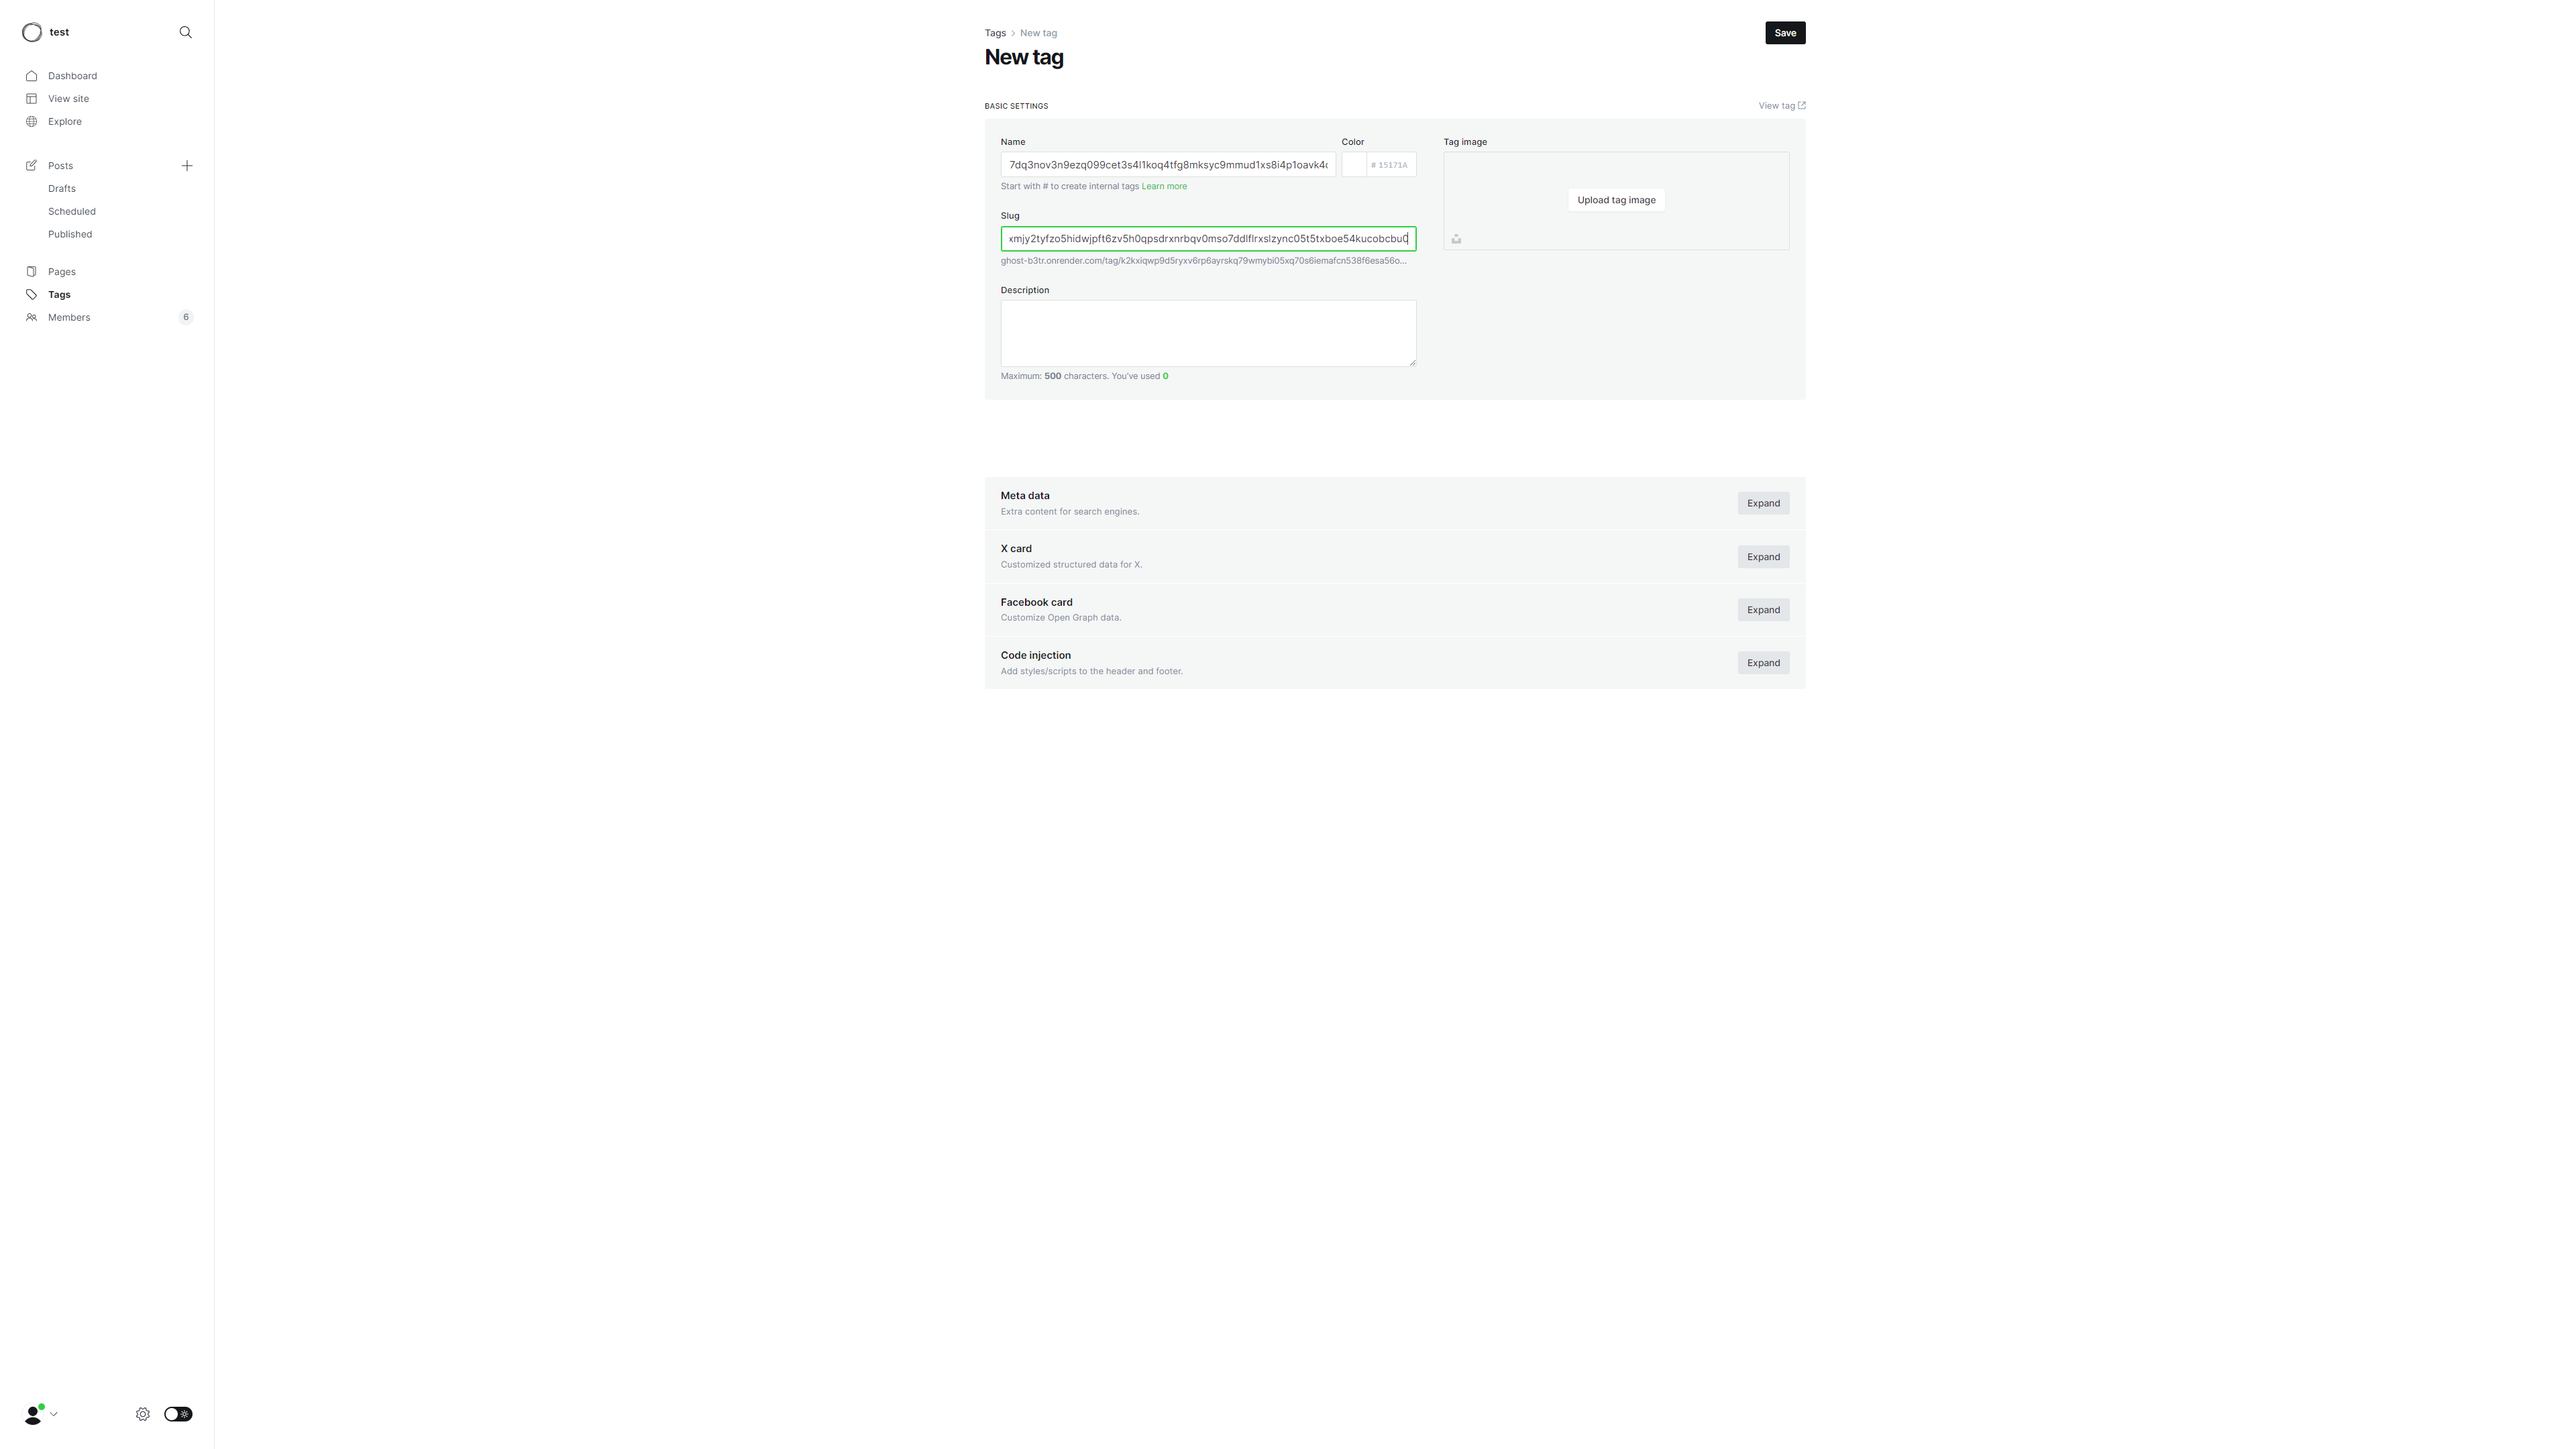 test
Dashboard
View site
Explore
Posts
Drafts
Scheduled
Published
Pages
Tags
Members
6
Tags > New tag
Save
New tag
BASIC SETTINGS
View tag
Name
Color
Tag image
7dq3nov3n9ezq099cet3s4l1koq4tfg8mksyc9mmud1xs8i4p1oavk4c
# 15171A
Start with # to create internal tags Learn more
Upload tag image
Slug
xmjy2tyfzo5hidwjpft6zv5h0qpsdrxnrbqv0mso7ddlflrxslzync05t5txboe54kucobcbu0
ghost-b3tr.onrender.com/tag/k2kxiqwp9d5ryxv6rp6ayrskq79wmybi05xq70s6iemafcn538f6esa56o...
Description
Maximum: 500 characters. You've used 0
Meta data
Extra content for search engines.
Expand
X card
Customized structured data for X.
Expand
Facebook card
Customize Open Graph data.
Expand
Code injection
Add styles/scripts to the header and footer.
Expand